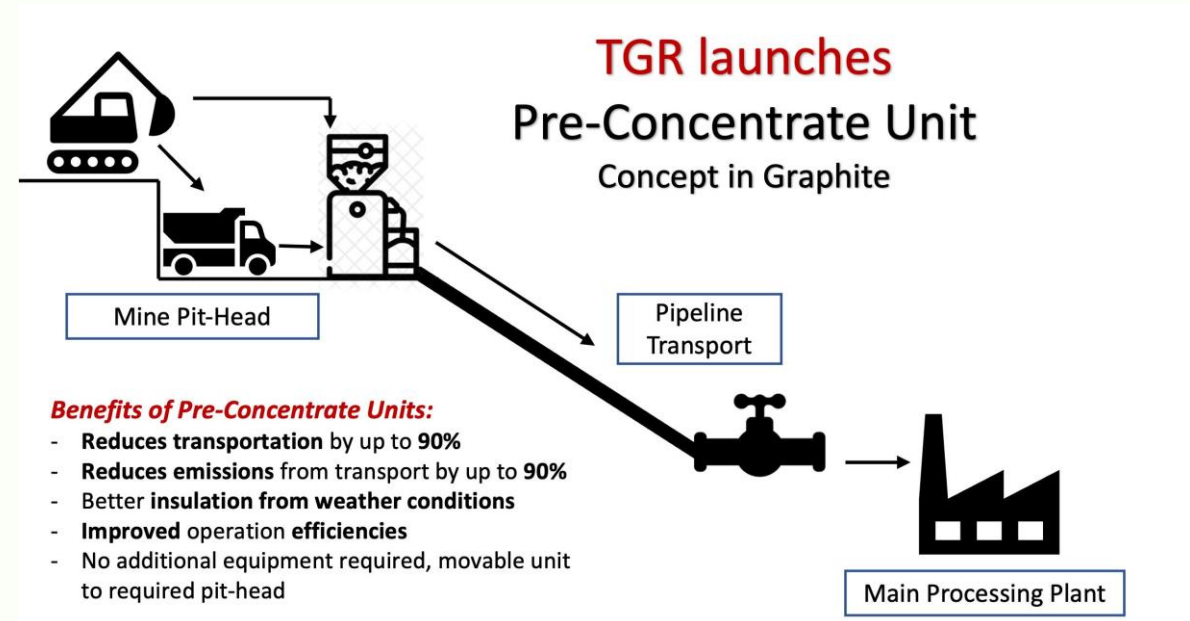 TGR launches
Pre-Concentrate Unit
Concept in Graphite
Mine Pit-Head
Pipeline
Transport
Benefits of Pre-Concentrate Units:
- Reduces transportation by up to 90%
- Reduces emissions from transport by up to 90%
- Better insulation from weather conditions
- Improved operation efficiencies
- No additional equipment required, movable unit
to required pit-head
Main Processing Plant